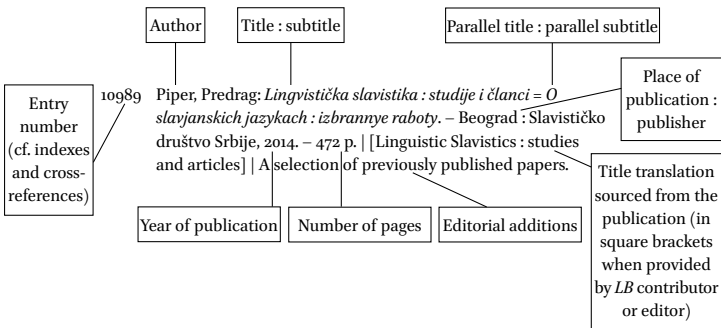 Author
Title : subtitle
Parallel title : parallel subtitle
Entry
number
(cf. indexes
and cross-
references)
10989 Piper, Predrag: Lingvistička slavistika : studije i članci = O
slavjanskich jazykach : izbrannye raboty. – Beograd : Slavističko
društvo Srbije, 2014. – 472 p. | [Linguistic Slavistics : studies
and articles] | A selection of previously published papers.
Place of
publication :
publisher
Year of publication
Number of pages
Editorial additions
Title translation
sourced from the
publication (in
square brackets
when provided
by LB contributor
or editor)